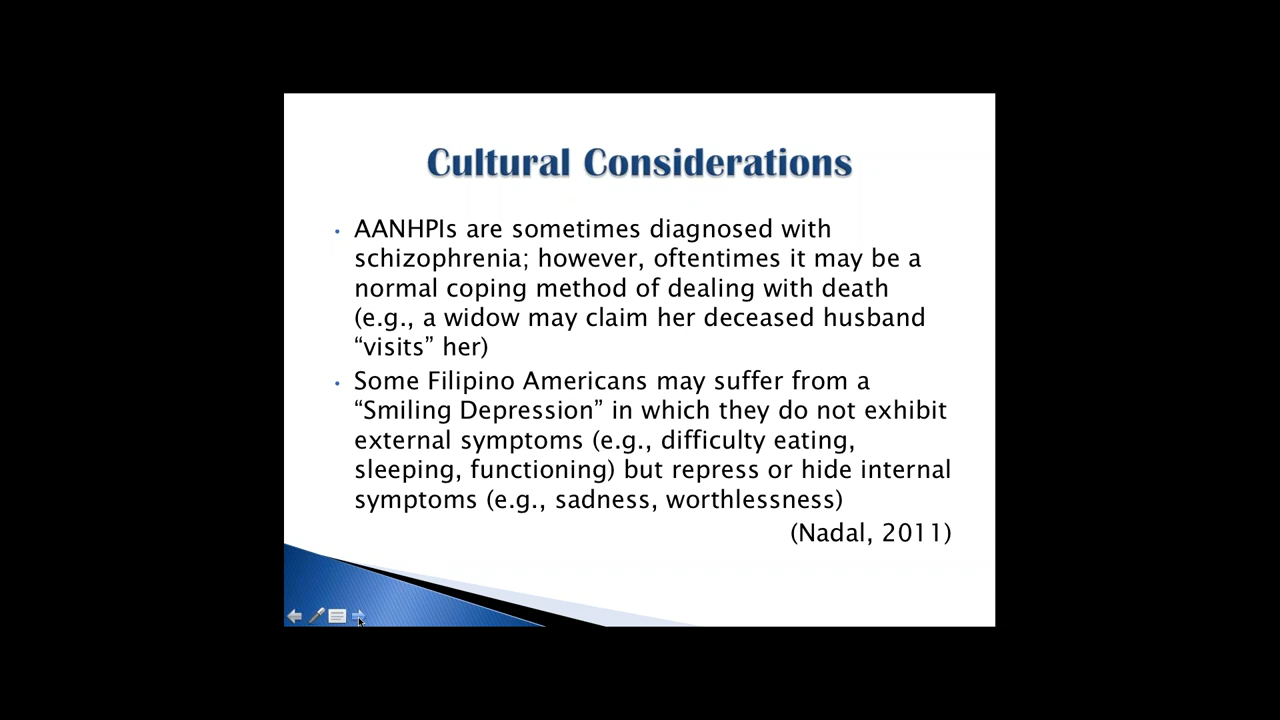 Cultural Considerations
• AANHPIs are sometimes diagnosed with
schizophrenia; however, oftentimes it may be a
normal coping method of dealing with death
(e.g., a widow may claim her deceased husband
“visits” her)
• Some Filipino Americans may suffer from a
“Smiling Depression” in which they do not exhibit
external symptoms (e.g., difficulty eating,
sleeping, functioning) but repress or hide internal
symptoms (e.g., sadness, worthlessness)
(Nadal, 2011)